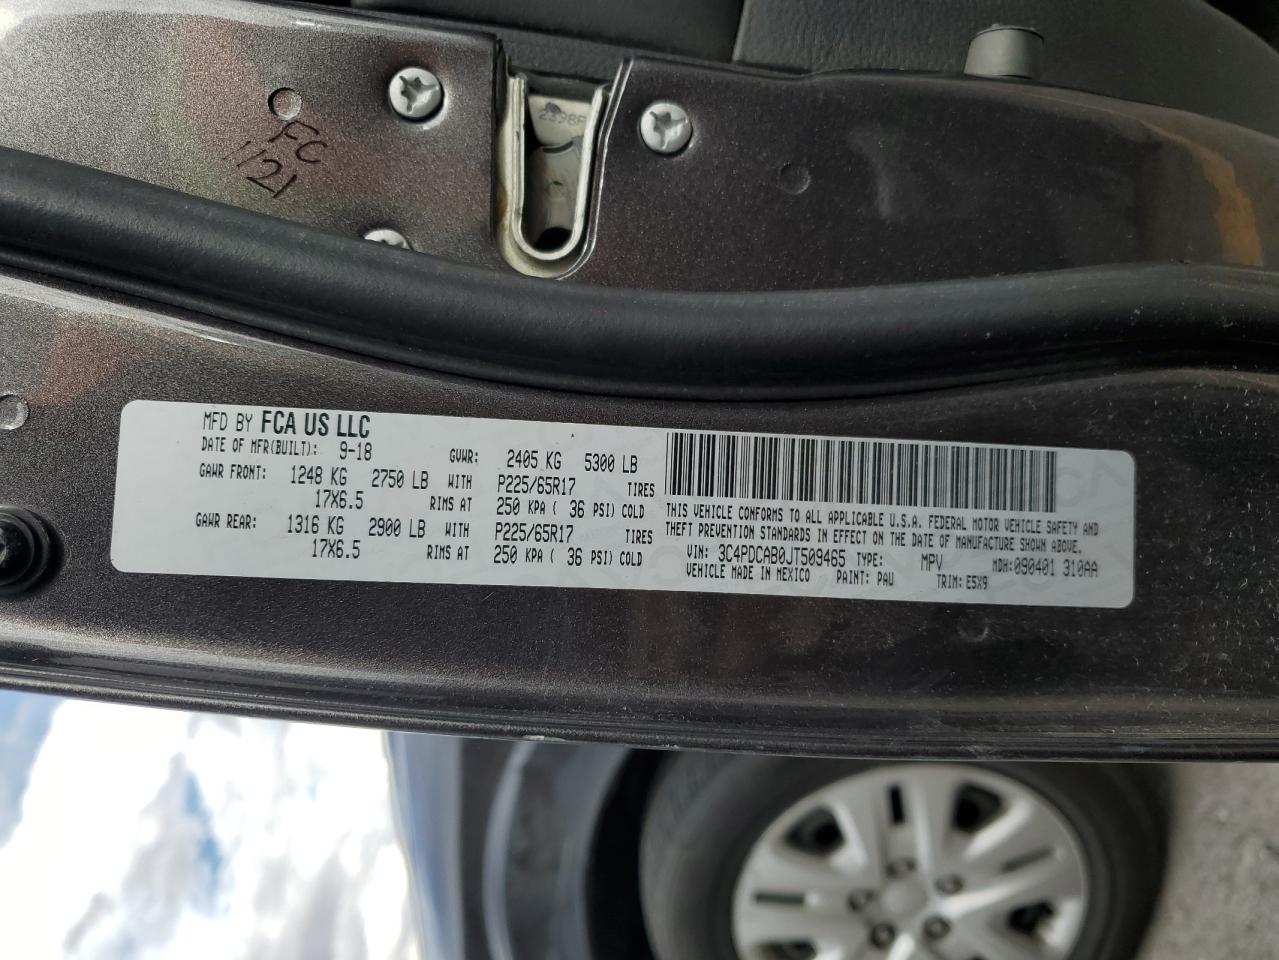 2398A
FC
11/21
MFD BY FCA US LLC
DATE OF MFR(BUILT): 9-18 GVWR: 2405 KG 5300 LB
GAWR FRONT: 1248 KG 2750 LB WITH P225/65R17 TIRES
17X6.5 RIMS AT 250 KPA ( 36 PSI) COLD
GAWR REAR: 1316 KG 2900 LB WITH P225/65R17 TIRES
17X6.5 RIMS AT 250 KPA ( 36 PSI) COLD
THIS VEHICLE CONFORMS TO ALL APPLICABLE U.S.A. FEDERAL MOTOR VEHICLE SAFETY AND
THEFT PREVENTION STANDARDS IN EFFECT ON THE DATE OF MANUFACTURE SHOWN ABOVE.
VIN: 3C4PDCAB0JT509465 TYPE: MPV MDH:090401 310AA
VEHICLE MADE IN MEXICO PAINT: PAU TRIM: E5X9